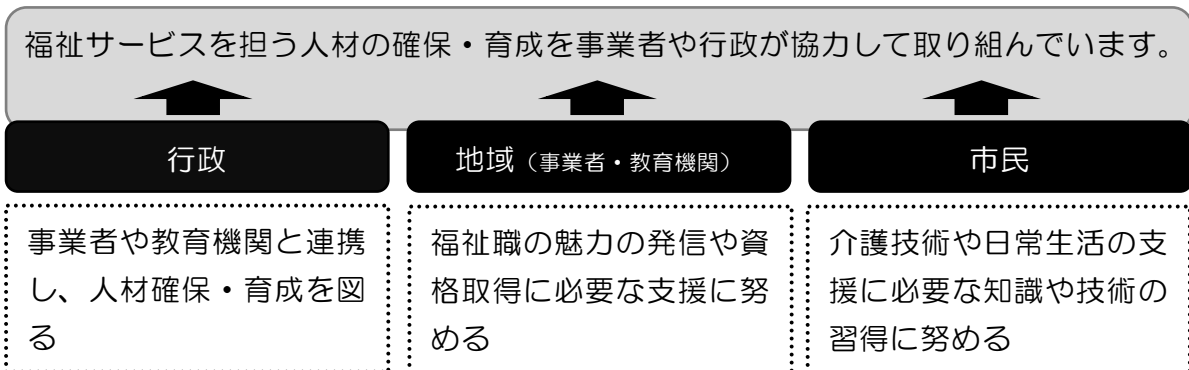 福祉サービスを担う人材の確保・育成を事業者や行政が協力して取り組んでいます。
行政
事業者や教育機関と連携
し、人材確保・育成を図
る
地域（事業者・教育機関）
福祉職の魅力の発信や資
格取得に必要な支援に努
める
市民
介護技術や日常生活の支
援に必要な知識や技術の
習得に努める